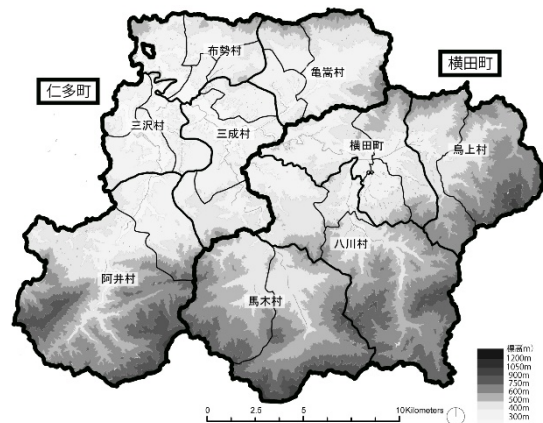 布勢村
亀嵩村
横田町
仁多町
三沢村
三成村
横田町
鳥上村
八川村
阿井村
馬木村
標高(m)
1200m
1050m
900m
750m
600m
500m
400m
300m
0 2.5 5 10Kilometers